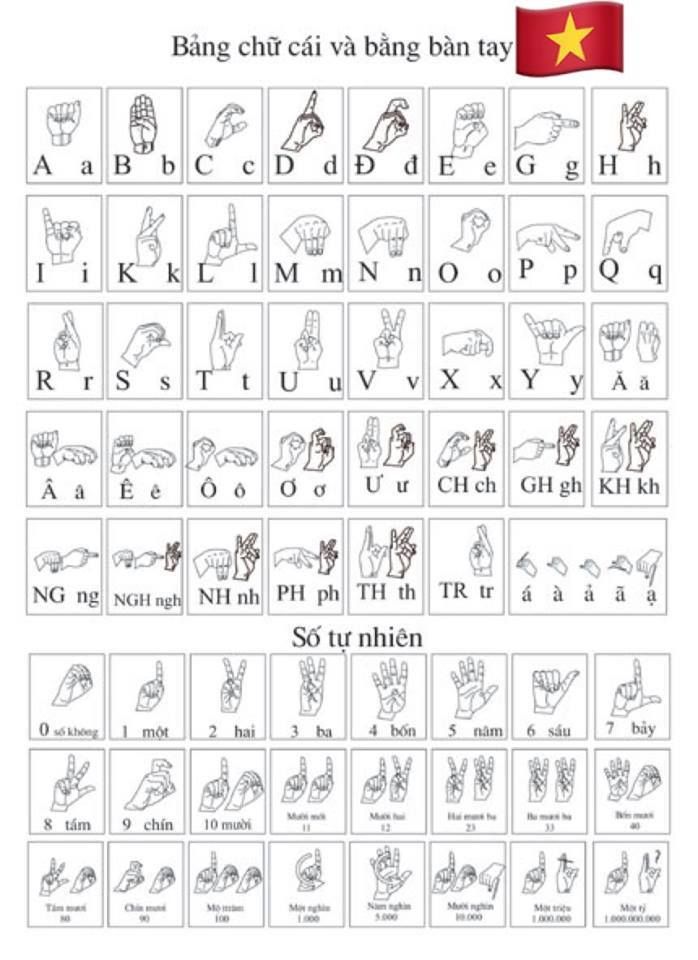 Bảng chữ cái và bằng bàn tay
A a B b C c D d Đ đ E e G g H h
I i K k L l M m N n O o P p Q q
R r S s T t U u V v X x Y y Ă ă
Â â Ê ê Ô ô Ơ ơ Ư ư CH ch GH gh KH kh
NG ng NGH ngh NH nh PH ph TH th TR tr á à ả ã ạ
Số tự nhiên
0 số không 1 một 2 hai 3 ba 4 bốn 5 năm 6 sấu 7 bảy
8 tấm 9 chín 10 mười Mười mới Mười hai Hai mươi ba Ba mươi ba Bốn mươi
11 12 23 33 40
Tám mươi Chín mươi Mộ trăm Một nghìn Năm nghìn Mười nghìn Một triệu Một tỷ
80 90 100 1.000 5.000 10.000 1.000.000 1.000.000.000
?